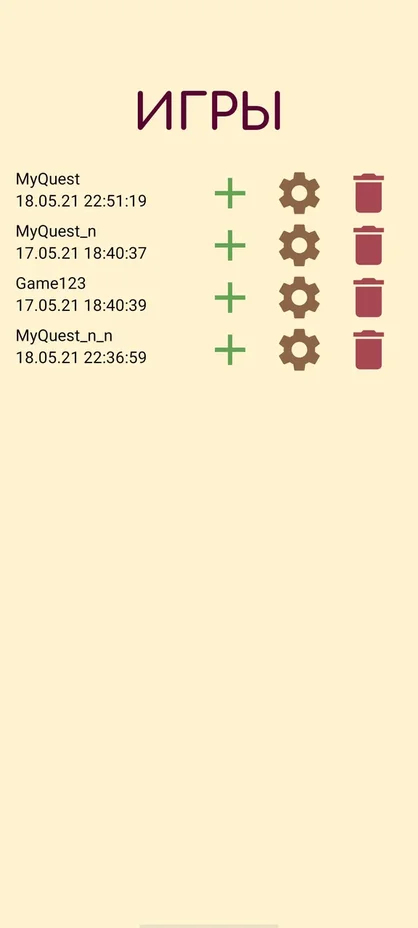 ИГРЫ
MyQuest
18.05.21 22:51:19
MyQuest_n
17.05.21 18:40:37
Game123
17.05.21 18:40:39
MyQuest_n_n
18.05.21 22:36:59